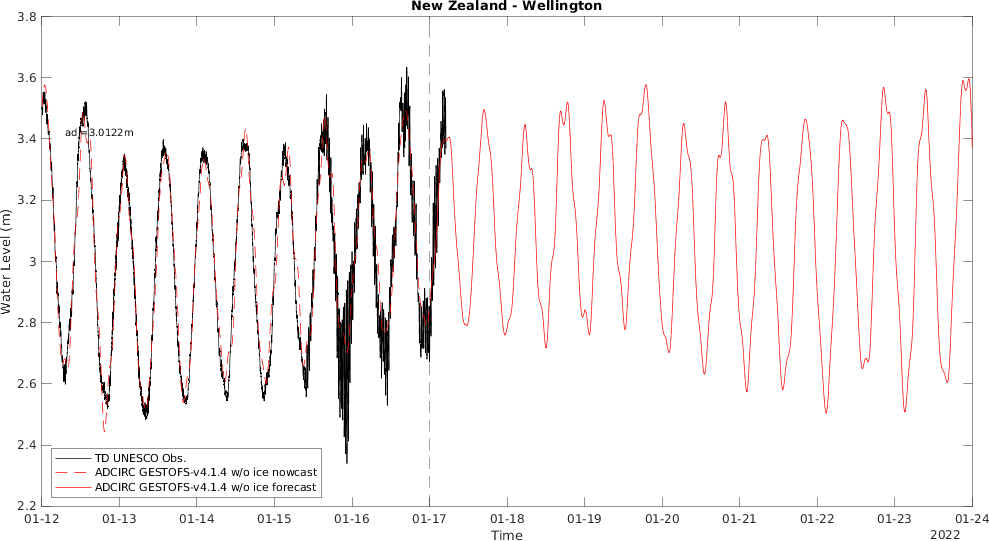 New Zealand - Wellington
3.8
3.6
3.4
3.2
3
2.8
2.6
2.4
2.2
Water Level (m)
adj=3.0122m
TD UNESCO Obs.
ADCIRC GESTOFS-v4.1.4 w/o ice nowcast
ADCIRC GESTOFS-v4.1.4 w/o ice forecast
01-12 01-13 01-14 01-15 01-16 01-17 01-18 01-19 01-20 01-21 01-22 01-23 01-24
Time
2022